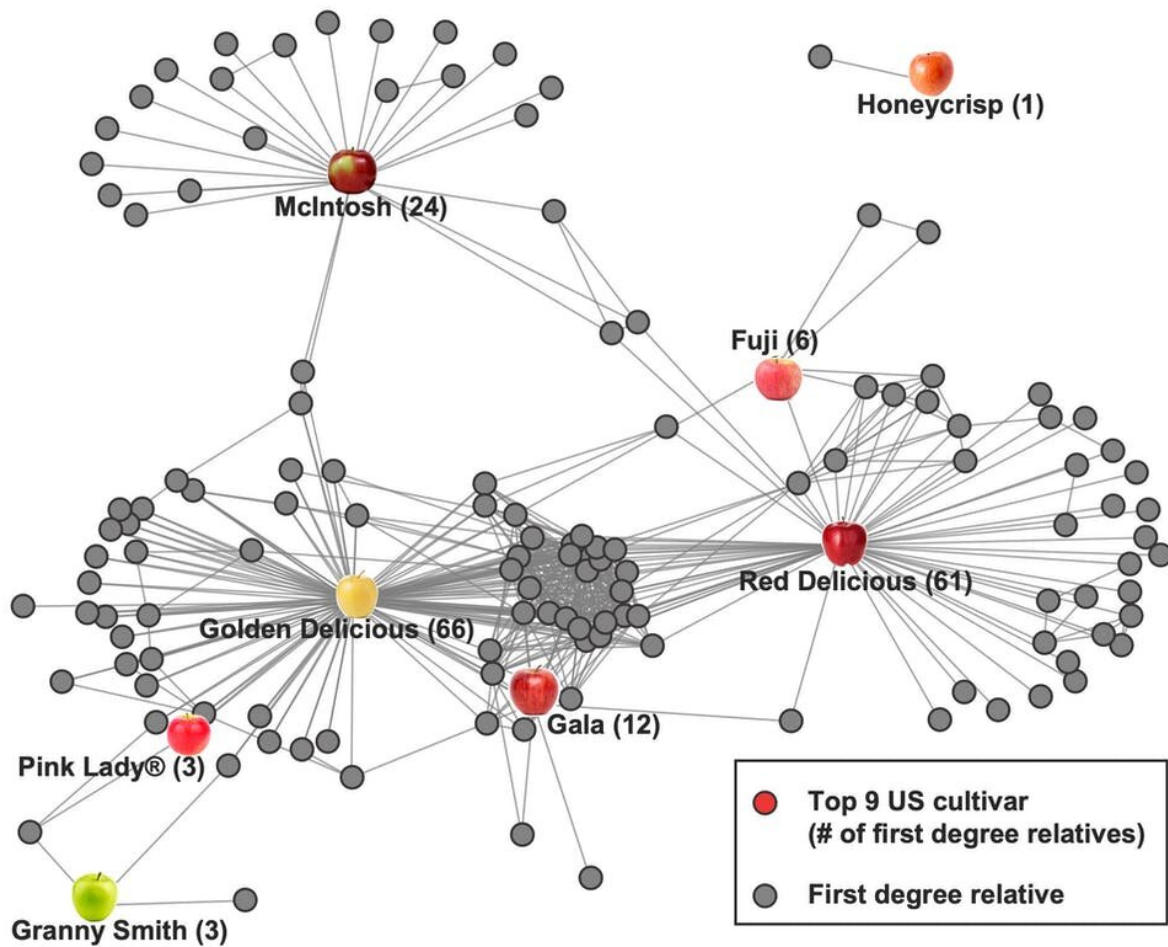 Honeycrisp (1)
McIntosh (24)
Fuji (6)
Red Delicious (61)
Golden Delicious (66)
Gala (12)
Pink Lady® (3)
Granny Smith (3)
Top 9 US cultivar
(# of first degree relatives)
First degree relative